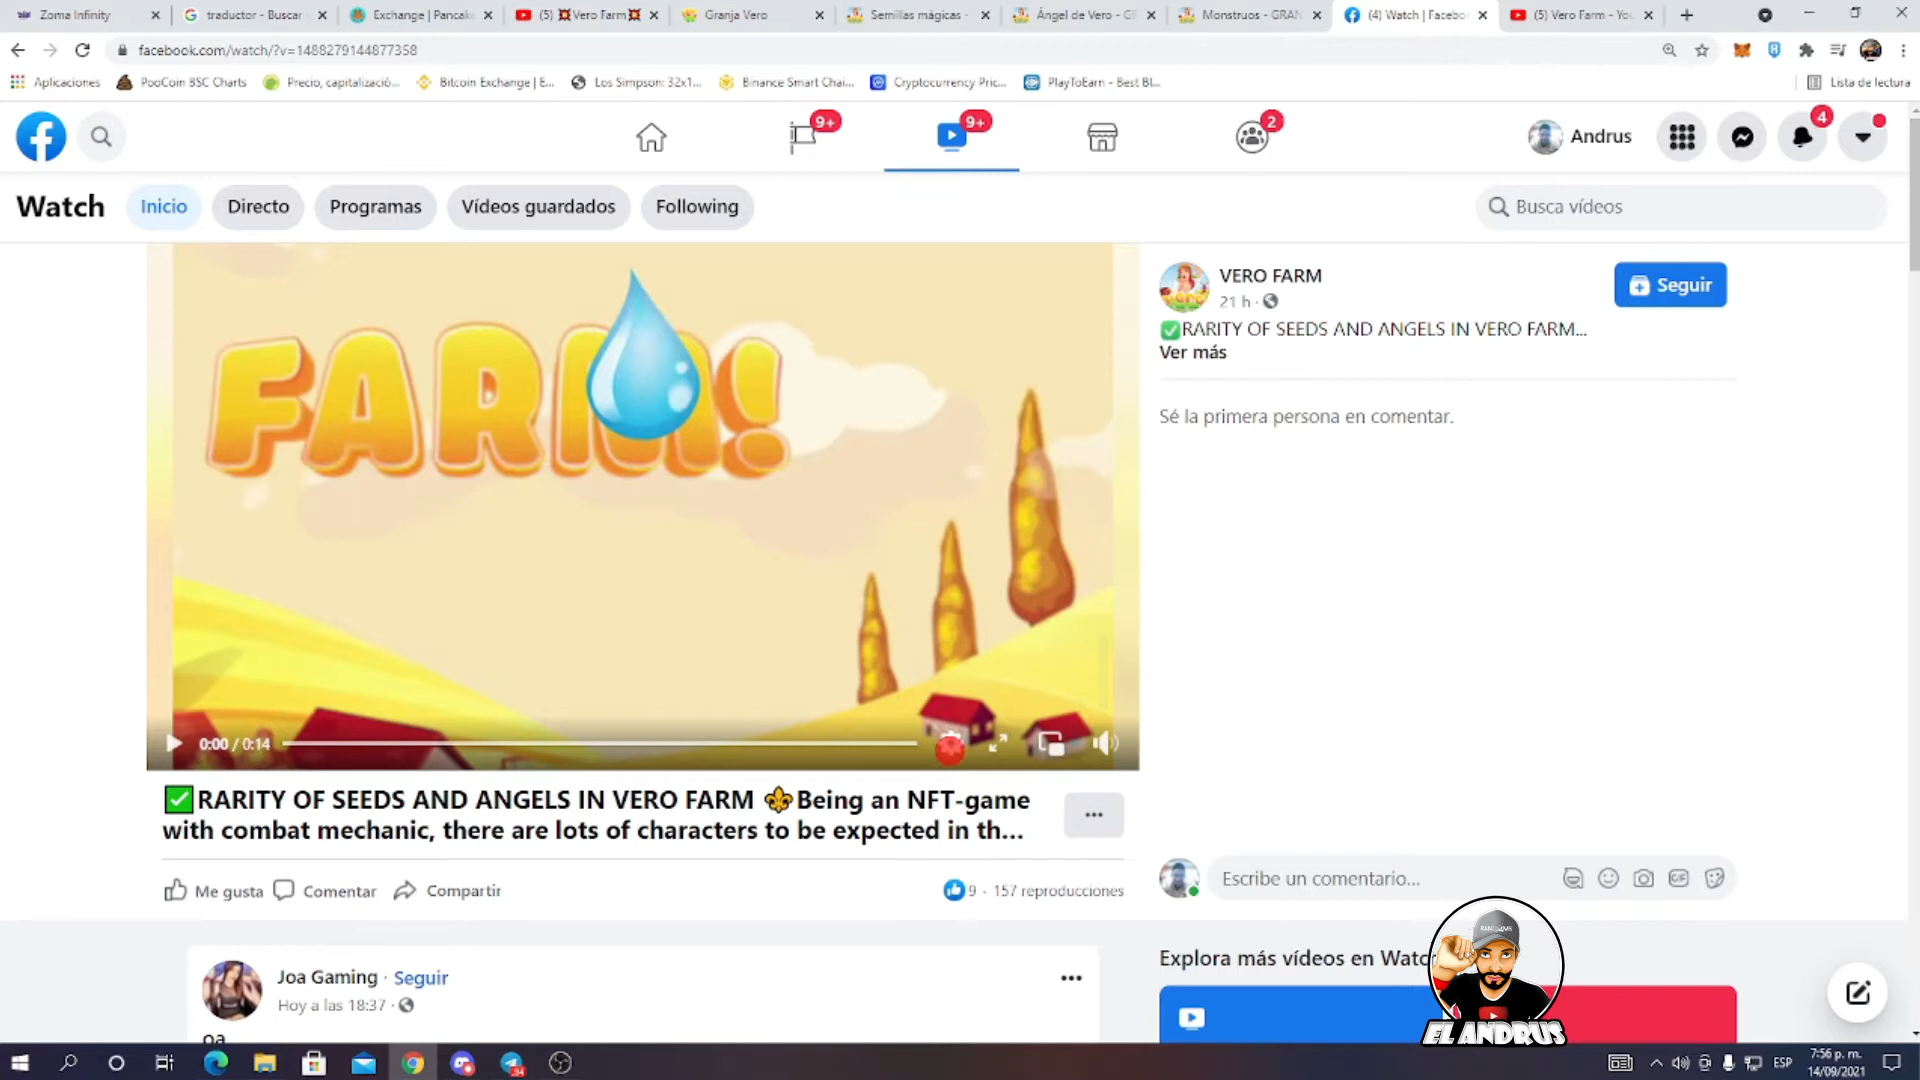 Zoma Infinity
traductor - Buscar
Exchange | Pancak
(5) 💥Vero Farm💥
Granja Vero
Semillas mágicas -
Ángel de Vero - GR
Monstruos - GRAN
(4) Watch | Facebo
(5) Vero Farm - You
facebook.com/watch/?v=1488279144877358
Aplicaciones
PooCoin BSC Charts
Precio, capitalizació...
Bitcoin Exchange | E...
Los Simpson: 32x1...
Binance Smart Chai...
Cryptocurrency Pric...
PlayToEarn - Best Bl...
Lista de lectura
9+
9+
2
Andrus
4
Watch
Inicio
Directo
Programas
Vídeos guardados
Following
Busca vídeos
FARM!
0:00 / 0:14
VERO FARM
21 h ·
✅RARITY OF SEEDS AND ANGELS IN VERO FARM...
Ver más
Seguir
Sé la primera persona en comentar.
✅RARITY OF SEEDS AND ANGELS IN VERO FARM ⚜Being an NFT-game
with combat mechanic, there are lots of characters to be expected in th...
Me gusta
Comentar
Compartir
9 · 157 reproducciones
Escribe un comentario...
GIF
Joa Gaming · Seguir
Hoy a las 18:37 ·
oa
Explora más vídeos en Watc
EL ANDRUS
94
ESP
7:56 p. m.
14/09/2021